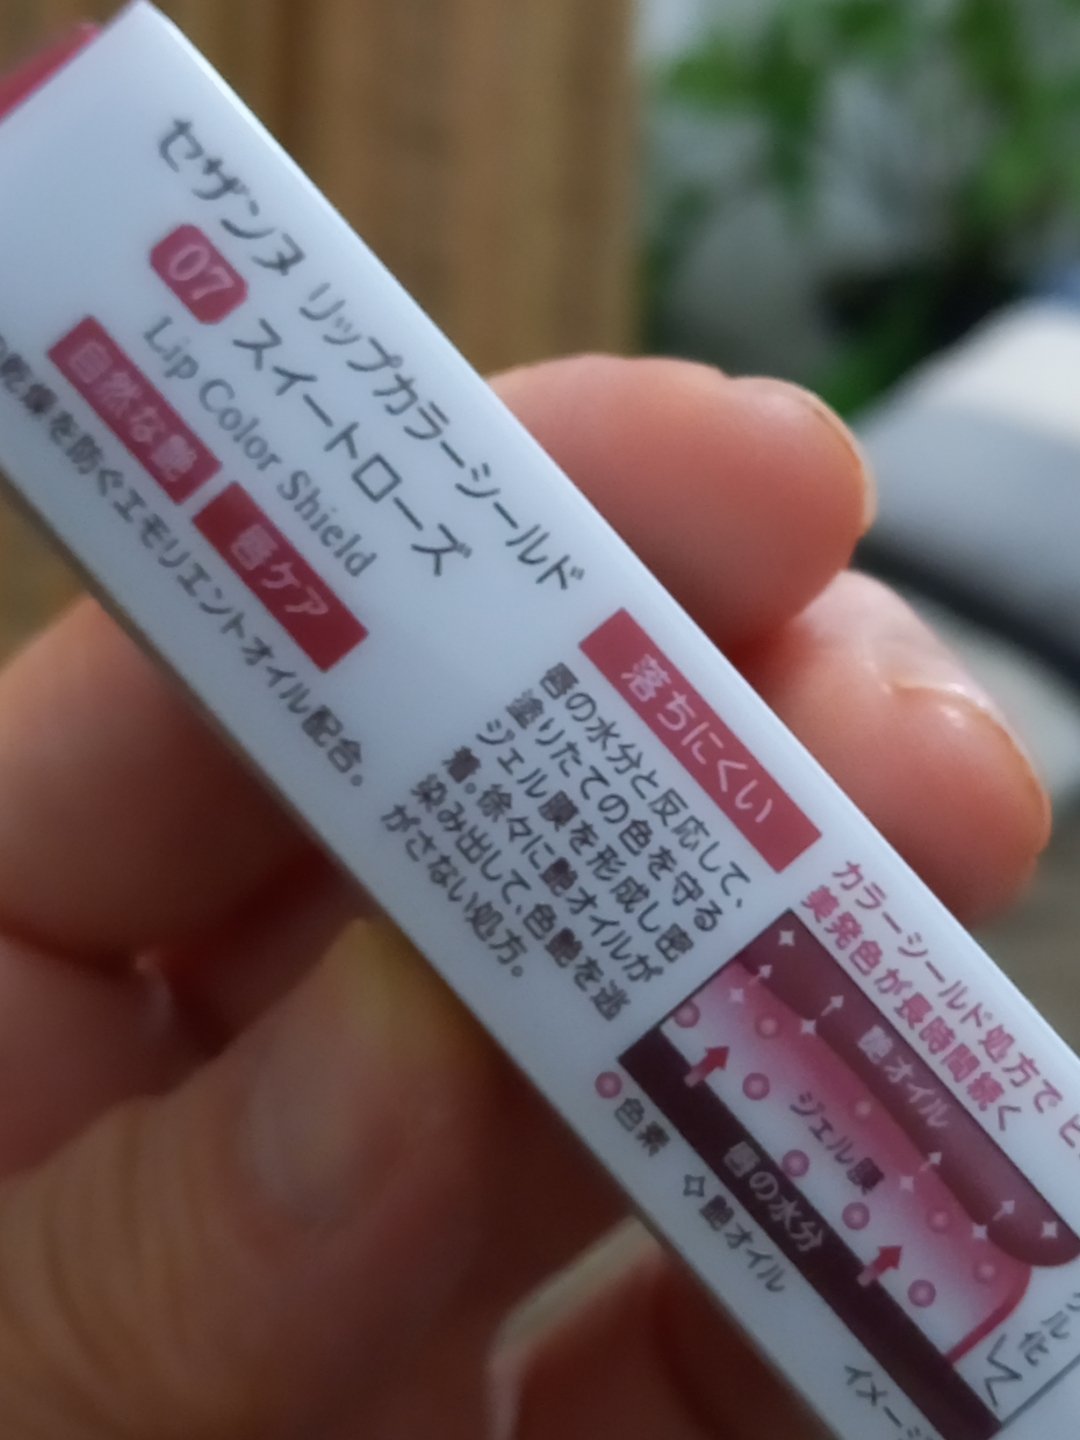 セザンヌ リップカラーシールド
07 スイートローズ
Lip Color Shield
自然な艶 唇ケア
乾燥を防ぐエモリエントオイル配合。
落ちにくい
唇の水分と反応して、
塗りたての色を守る
ジェル膜を形成し密
着。徐々に艶オイルが
染み出して、色艶を逃
がさない処方。
カラーシールド処方で
美発色が長時間続く
艶オイル
ジェル膜
唇の水分
色素 艶オイル
イメージ
ル化
して